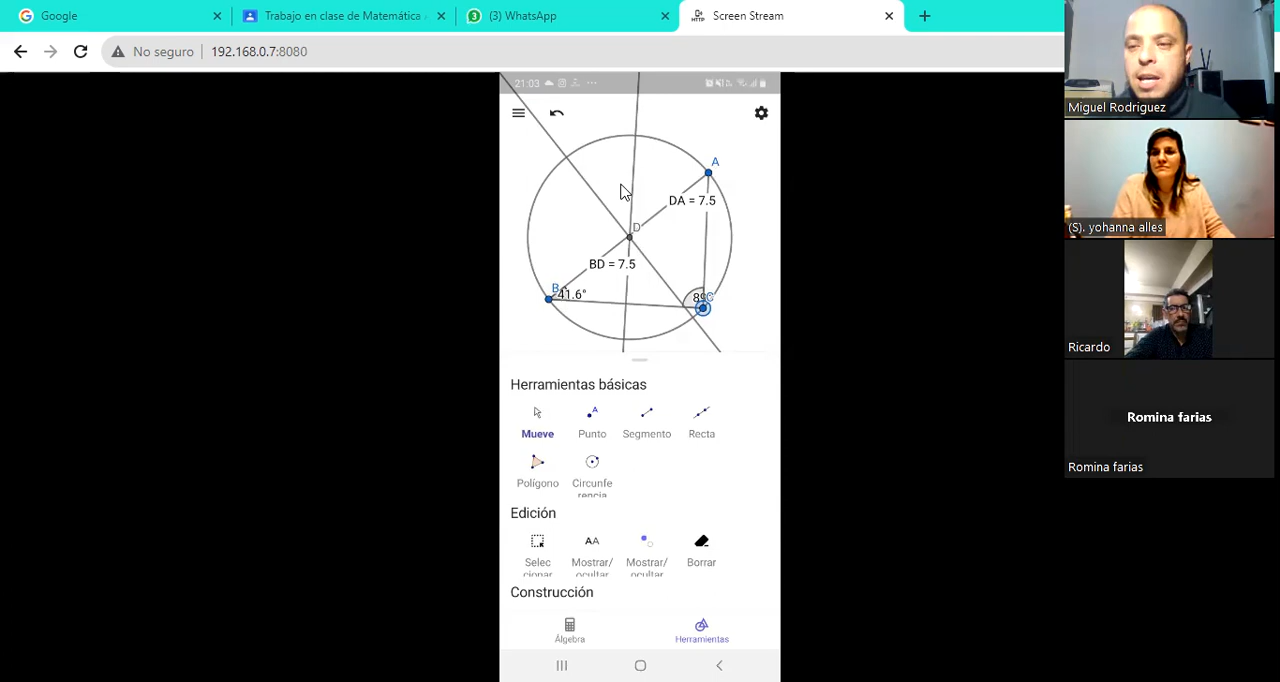 Google
Trabajo en clase de Matemática
(3) WhatsApp
Screen Stream
No seguro
192.168.0.7:8080
Miguel Rodriguez
(S). yohanna alles
Ricardo
Romina farias
Romina farias
21:03
A
DA = 7.5
D
BD = 7.5
B
41.6°
C
Herramientas básicas
Mueve Punto Segmento Recta
Polígono Circunfe
rencia
Edición
Selec Mostrar/ Mostrar/ Borrar
cionar ocultar ocultar
Construcción
Álgebra Herramientas